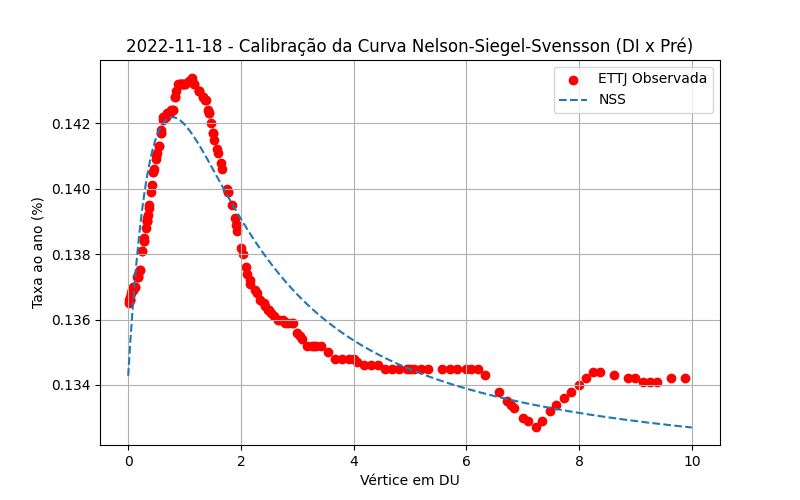 2022-11-18 - Calibração da Curva Nelson-Siegel-Svensson (DI x Pré)
ETTJ Observada
NSS
Taxa ao ano (%)
0.142
0.140
0.138
0.136
0.134
0 2 4 6 8 10
Vértice em DU